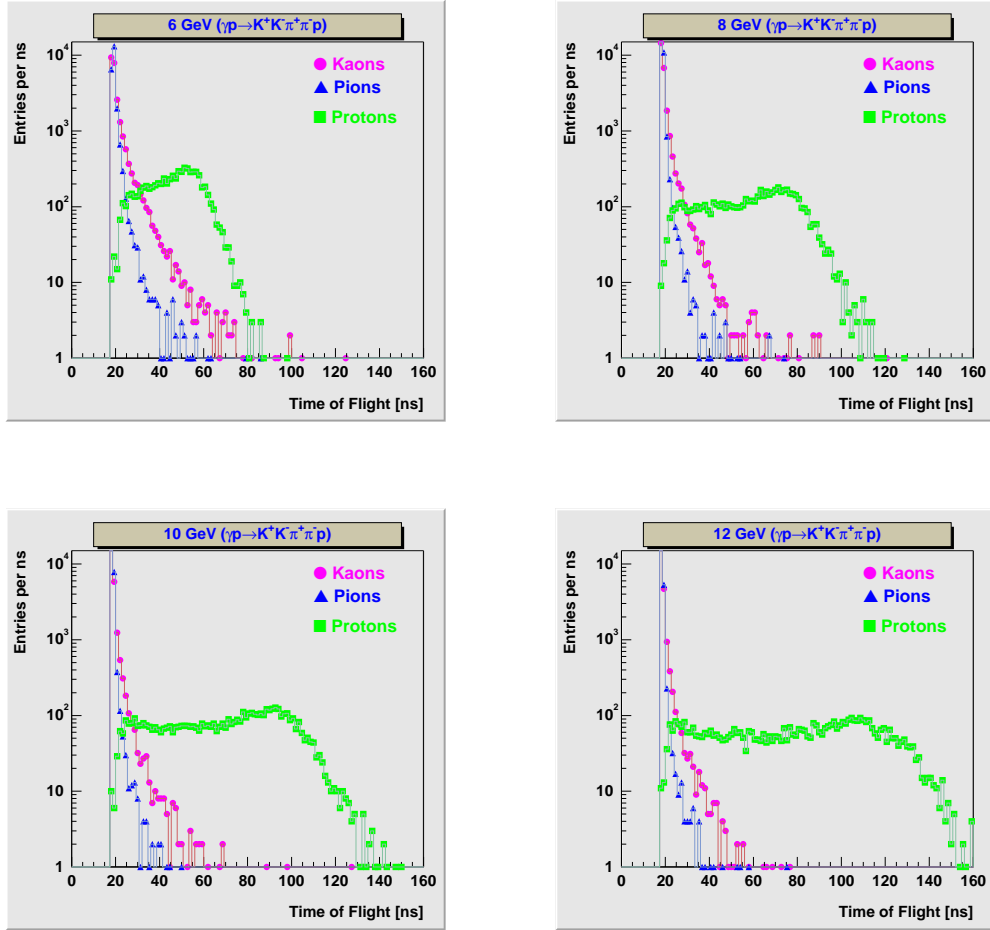 6 GeV (γp→K⁺K⁻π⁺π⁻p)
Entries per ns
10⁴
10³
10²
10
1
Kaons
Pions
Protons
0 20 40 60 80 100 120 140 160
Time of Flight [ns]
8 GeV (γp→K⁺K⁻π⁺π⁻p)
Entries per ns
10⁴
10³
10²
10
1
Kaons
Pions
Protons
0 20 40 60 80 100 120 140 160
Time of Flight [ns]
10 GeV (γp→K⁺K⁻π⁺π⁻p)
Entries per ns
10⁴
10³
10²
10
1
Kaons
Pions
Protons
0 20 40 60 80 100 120 140 160
Time of Flight [ns]
12 GeV (γp→K⁺K⁻π⁺π⁻p)
Entries per ns
10⁴
10³
10²
10
1
Kaons
Pions
Protons
0 20 40 60 80 100 120 140 160
Time of Flight [ns]